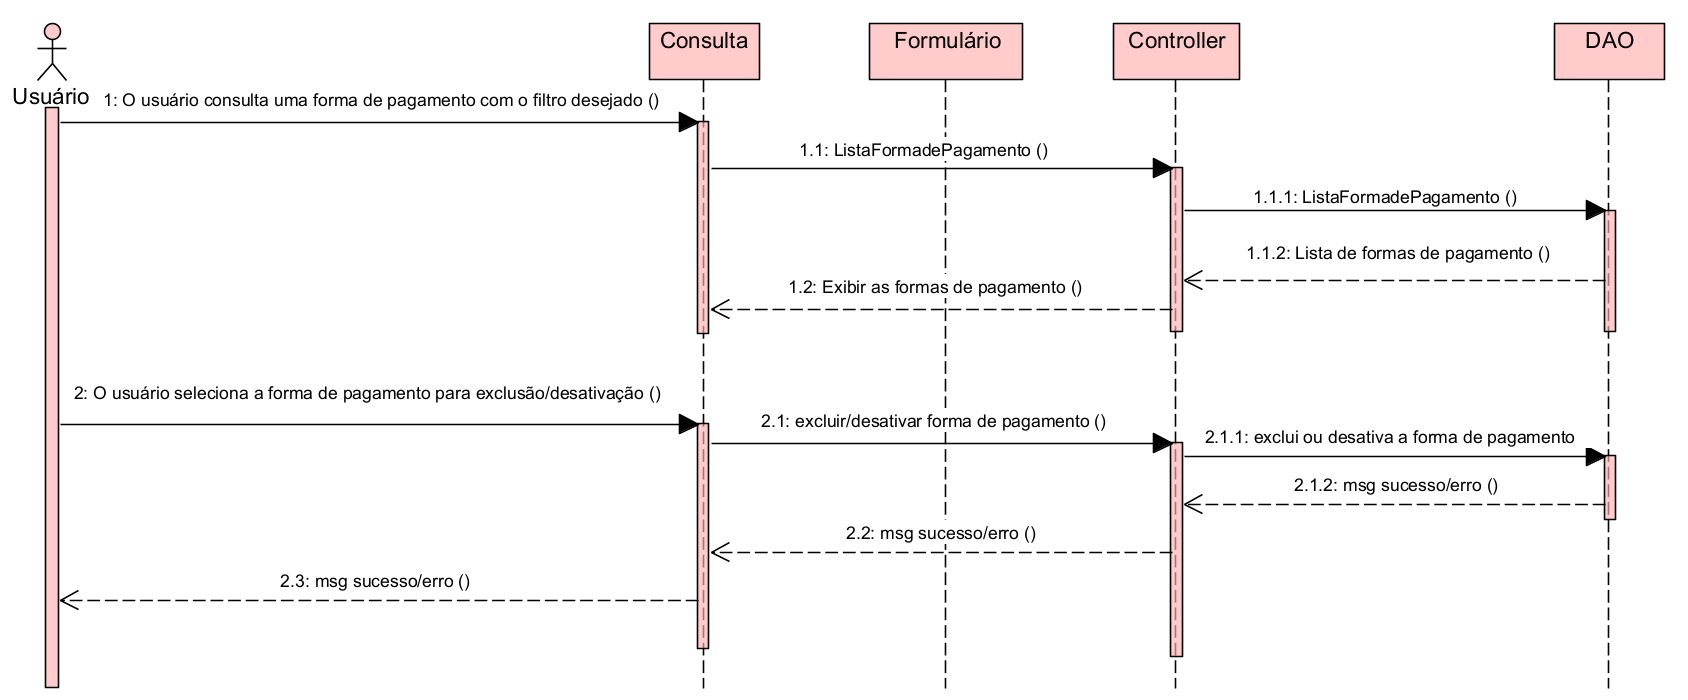 Usuário
Consulta
Formulário
Controller
DAO
1: O usuário consulta uma forma de pagamento com o filtro desejado ()
1.1: ListaFormadePagamento ()
1.1.1: ListaFormadePagamento ()
1.1.2: Lista de formas de pagamento ()
1.2: Exibir as formas de pagamento ()
2: O usuário seleciona a forma de pagamento para exclusão/desativação ()
2.1: excluir/desativar forma de pagamento ()
2.1.1: exclui ou desativa a forma de pagamento
2.1.2: msg sucesso/erro ()
2.2: msg sucesso/erro ()
2.3: msg sucesso/erro ()